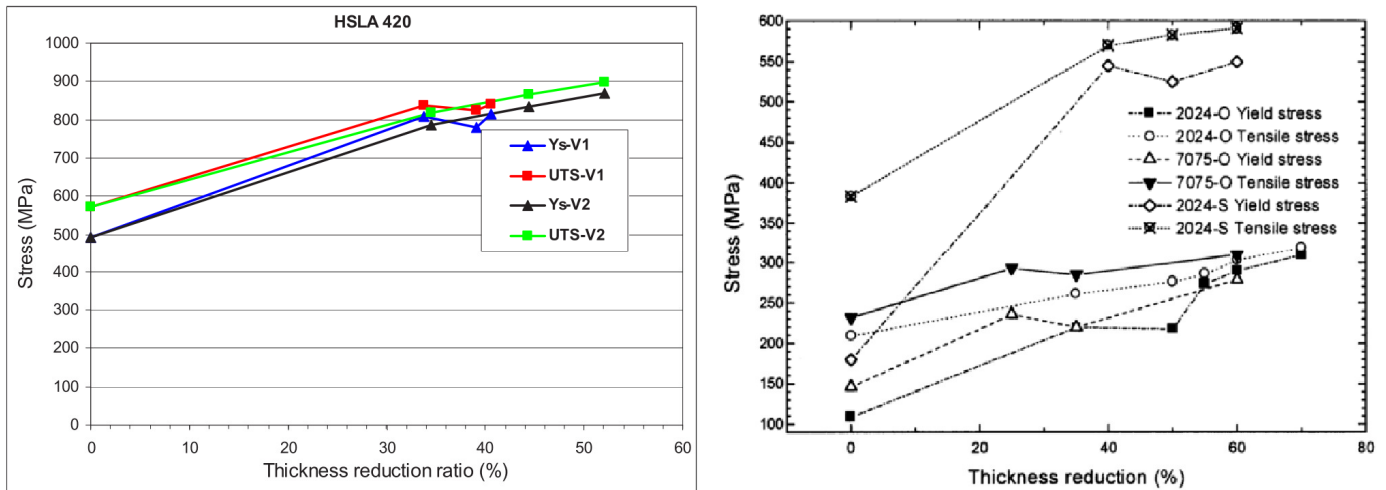 HSLA 420
Stress (MPa)
1000
900
800
700
600
500
400
300
200
100
0
0
10
20
30
40
50
60
Thickness reduction ratio (%)
Ys-V1
UTS-V1
Ys-V2
UTS-V2
Stress (MPa)
600
550
500
450
400
350
300
250
200
150
100
0
20
40
60
80
Thickness reduction (%)
2024-O Yield stress
2024-O Tensile stress
7075-O Yield stress
7075-O Tensile stress
2024-S Yield stress
2024-S Tensile stress